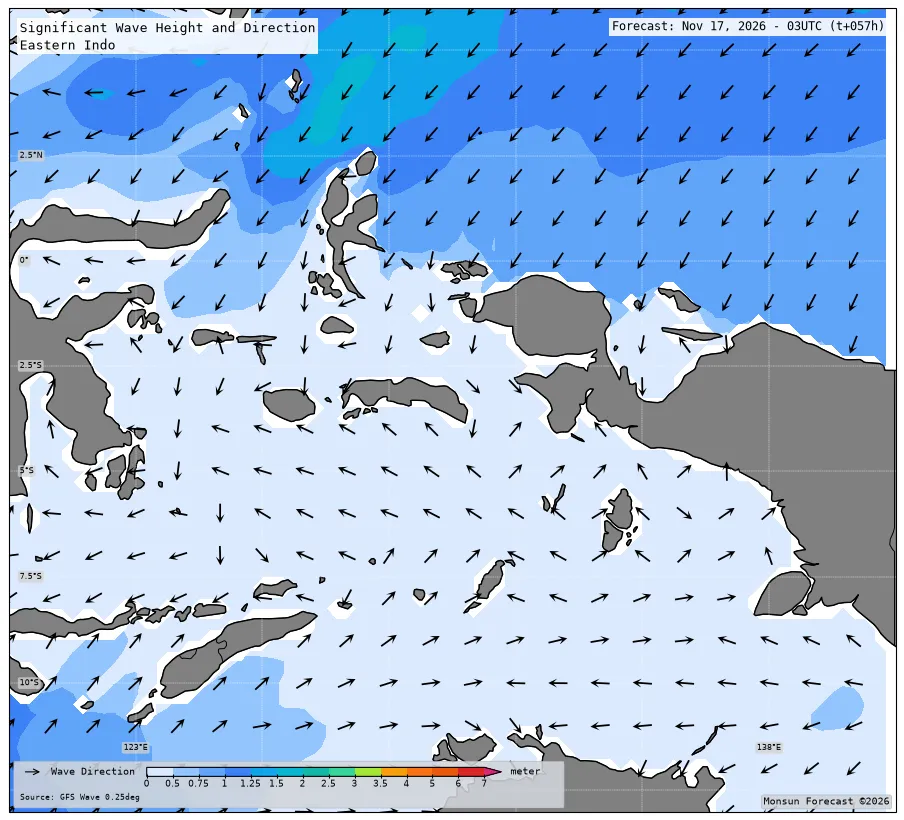 Significant Wave Height and Direction
Eastern Indo
Forecast: Nov 17, 2026 - 03UTC (t+057h)
2.5°N
0°
2.5°S
5°S
7.5°S
10°S
123°E
138°E
Wave Direction
meter
0 0.5 0.75 1 1.25 1.5 2 2.5 3 3.5 4 5 6 7
Source: GFS Wave 0.25deg
Monsun Forecast ©2026